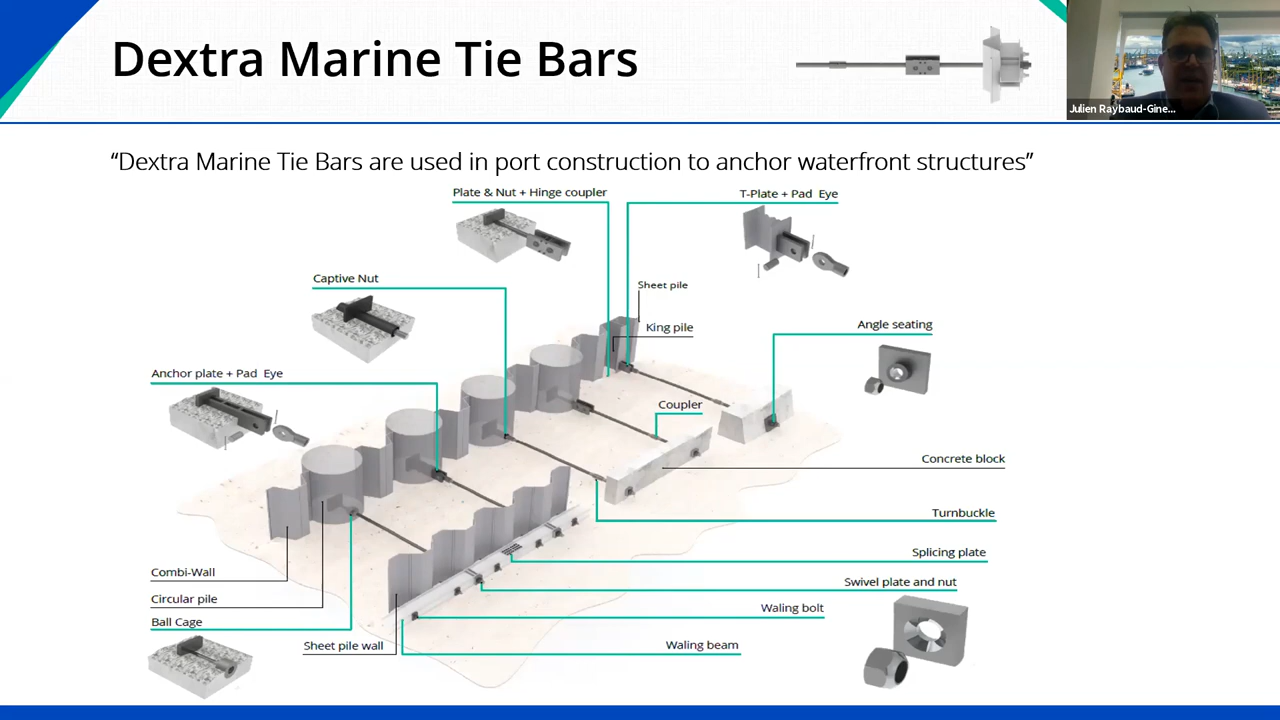 Dextra Marine Tie Bars
Julien Raybaud-Gine...
“Dextra Marine Tie Bars are used in port construction to anchor waterfront structures”
Plate & Nut + Hinge coupler
T-Plate + Pad Eye
Captive Nut
Sheet pile
King pile
Angle seating
Anchor plate + Pad Eye
Coupler
Concrete block
Turnbuckle
Splicing plate
Combi-Wall
Swivel plate and nut
Circular pile
Waling bolt
Ball Cage
Sheet pile wall
Waling beam